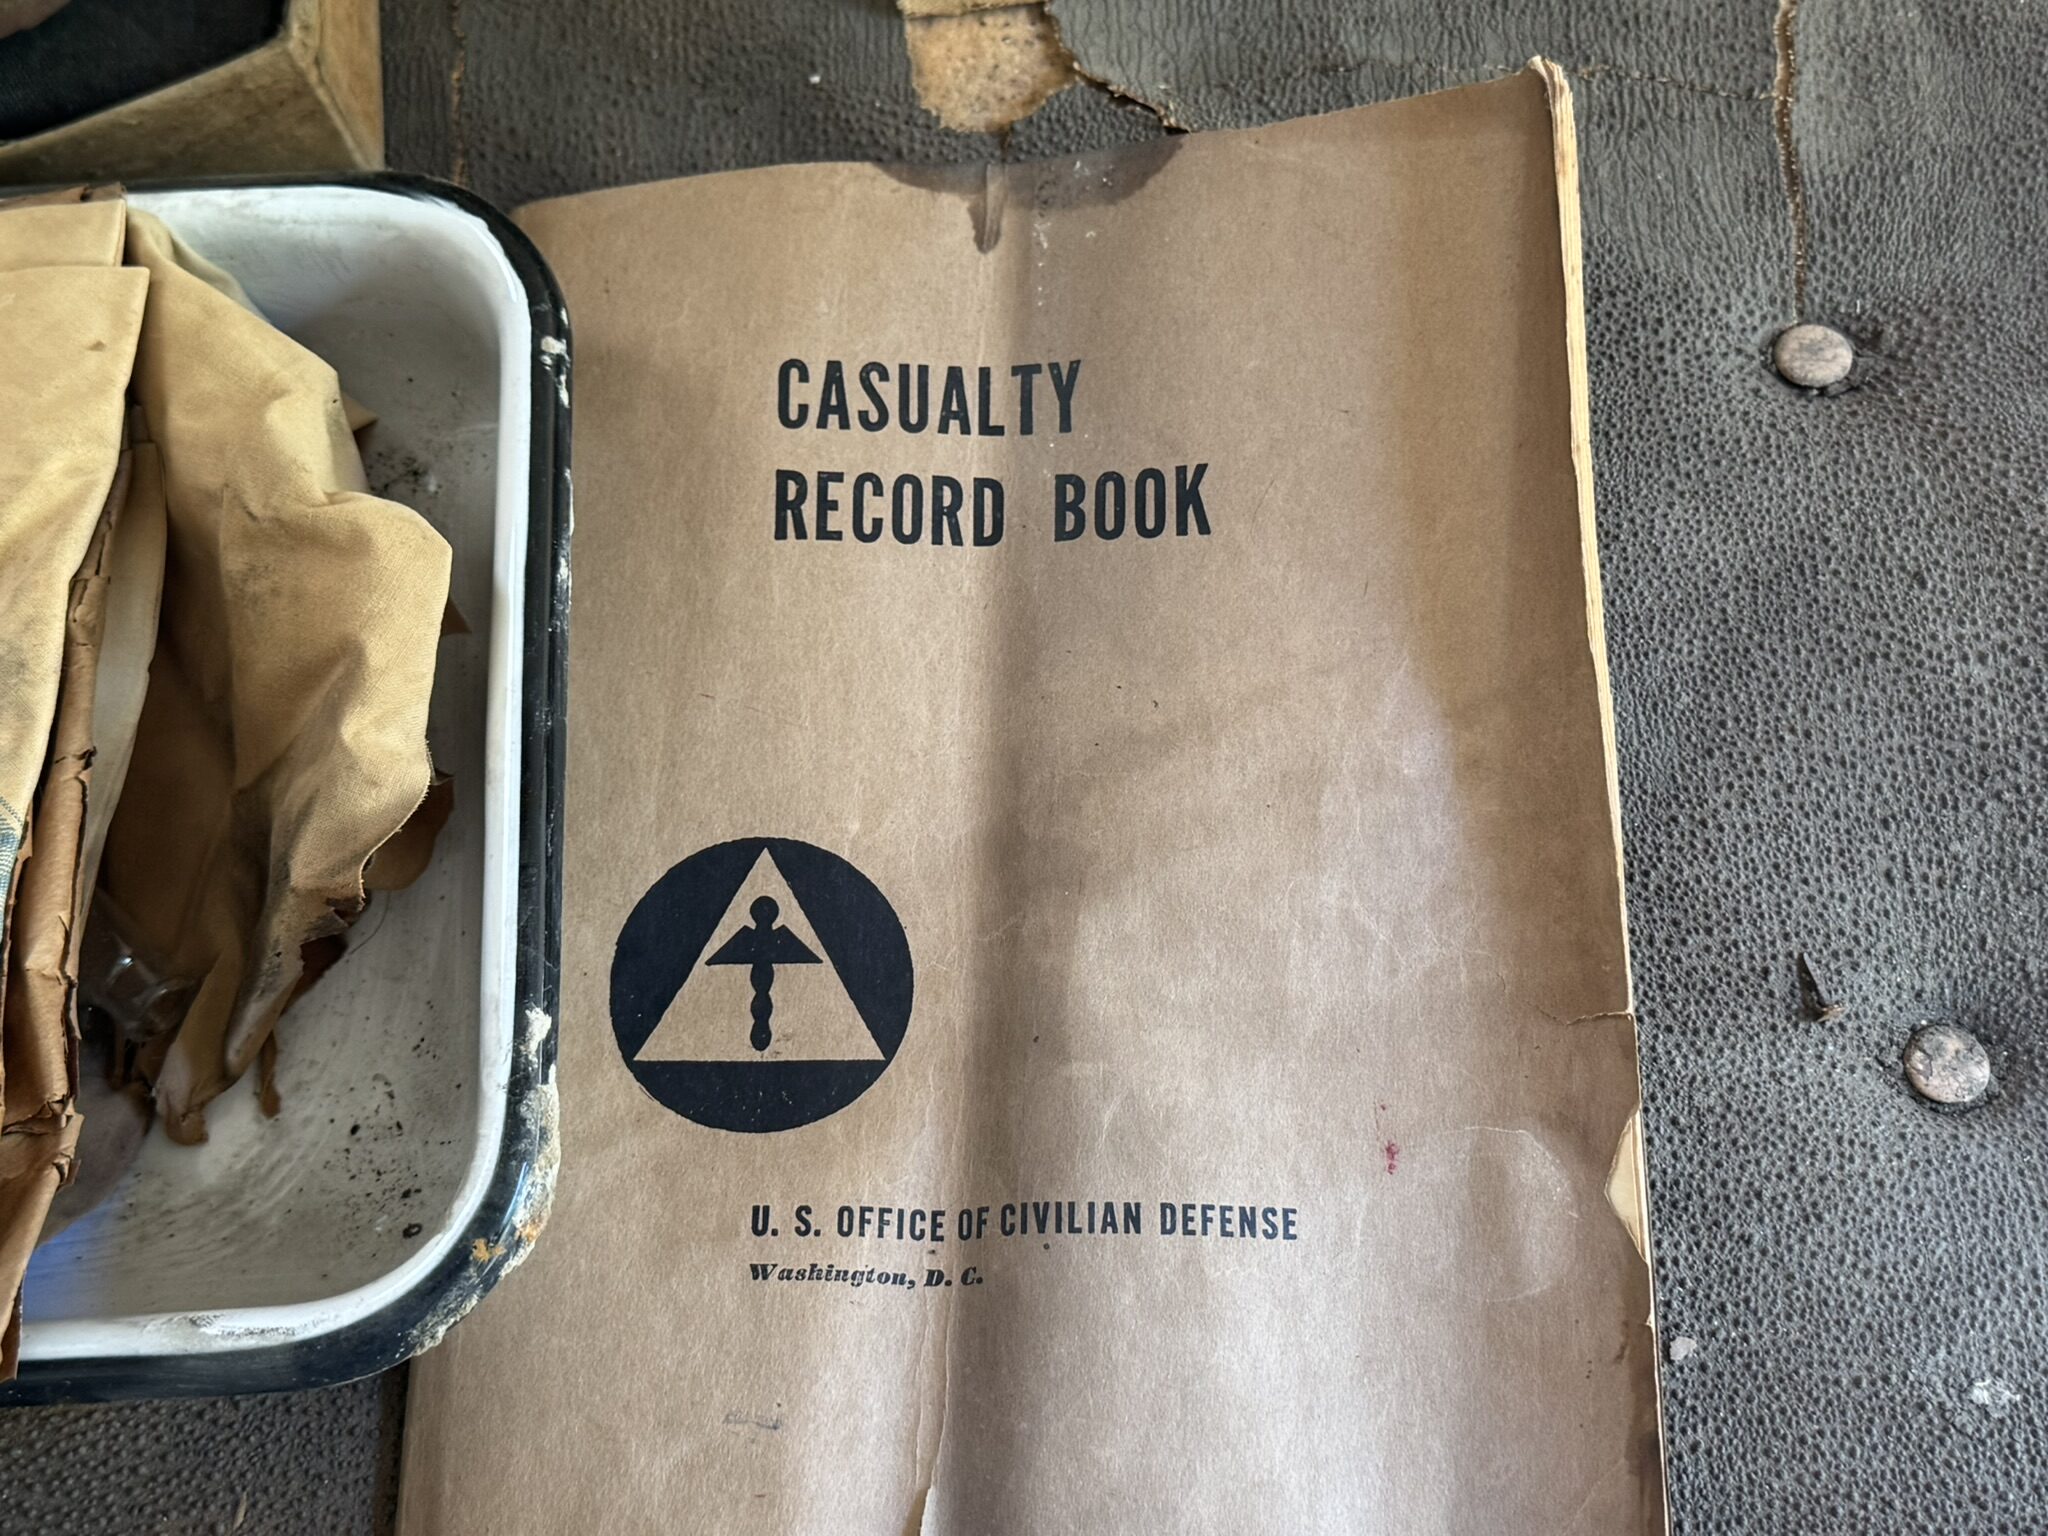 CASUALTY
RECORD BOOK
U. S. OFFICE OF CIVILIAN DEFENSE
Washington, D. C.